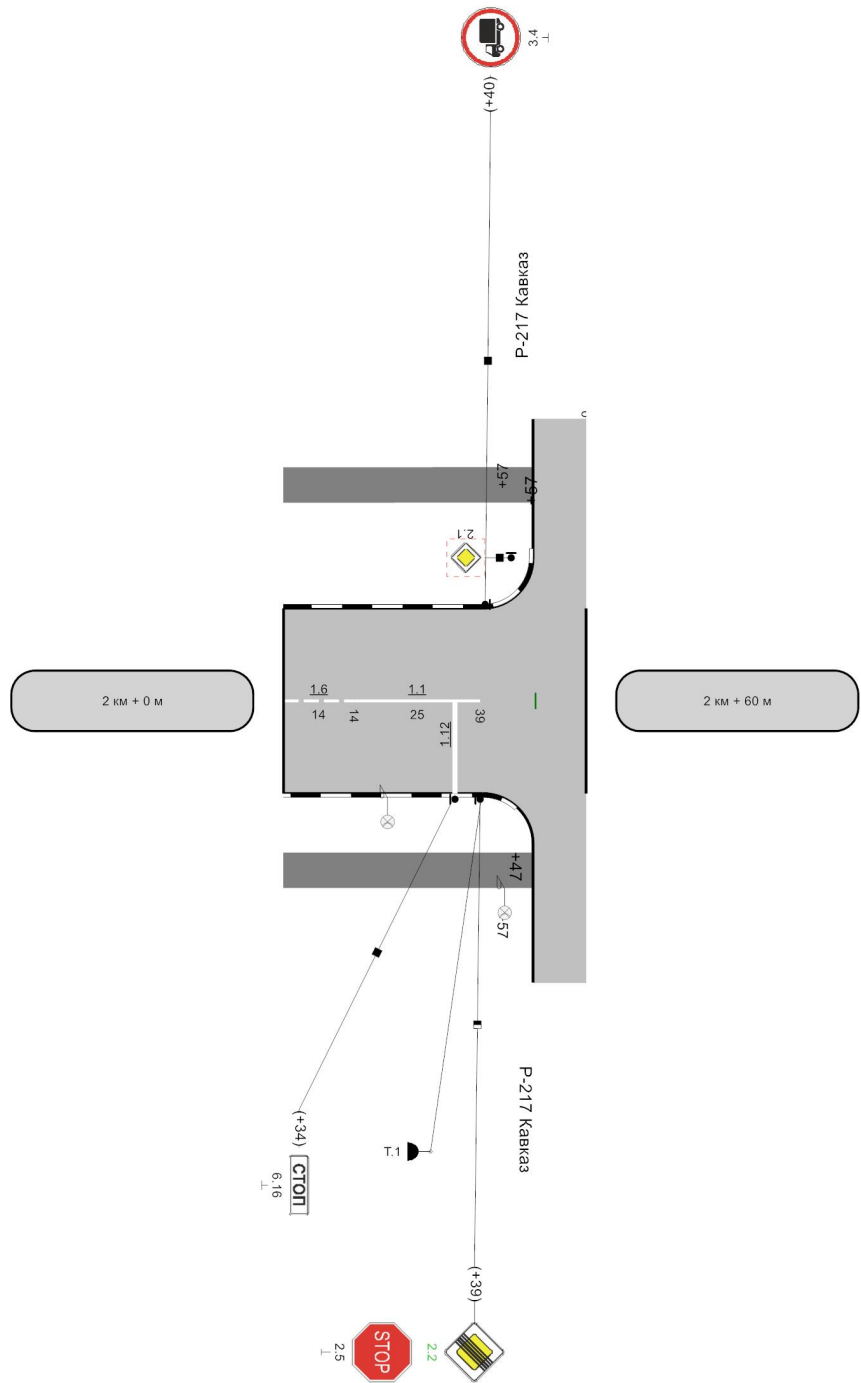 3.4
(+40)
Р-217 Кавказ
+57
+57
2.1
2 км + 0 м
1.6
1.1
14
14
25
39
1.12
2 км + 60 м
+47
57
Р-217 Кавказ
(+34)
СТОП
6.16
Т.1
(+39)
2.2
STOP
2.5